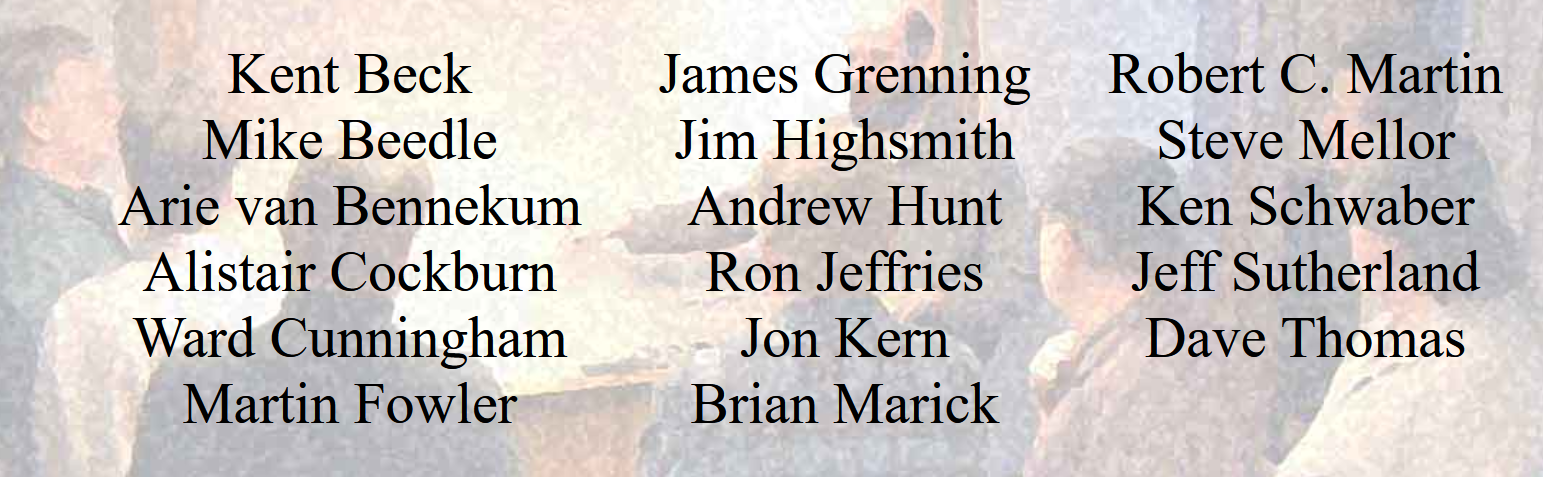 Kent Beck
Mike Beedle
Arie van Bennekum
Alistair Cockburn
Ward Cunningham
Martin Fowler
James Grenning
Jim Highsmith
Andrew Hunt
Ron Jeffries
Jon Kern
Brian Marick
Robert C. Martin
Steve Mellor
Ken Schwaber
Jeff Sutherland
Dave Thomas